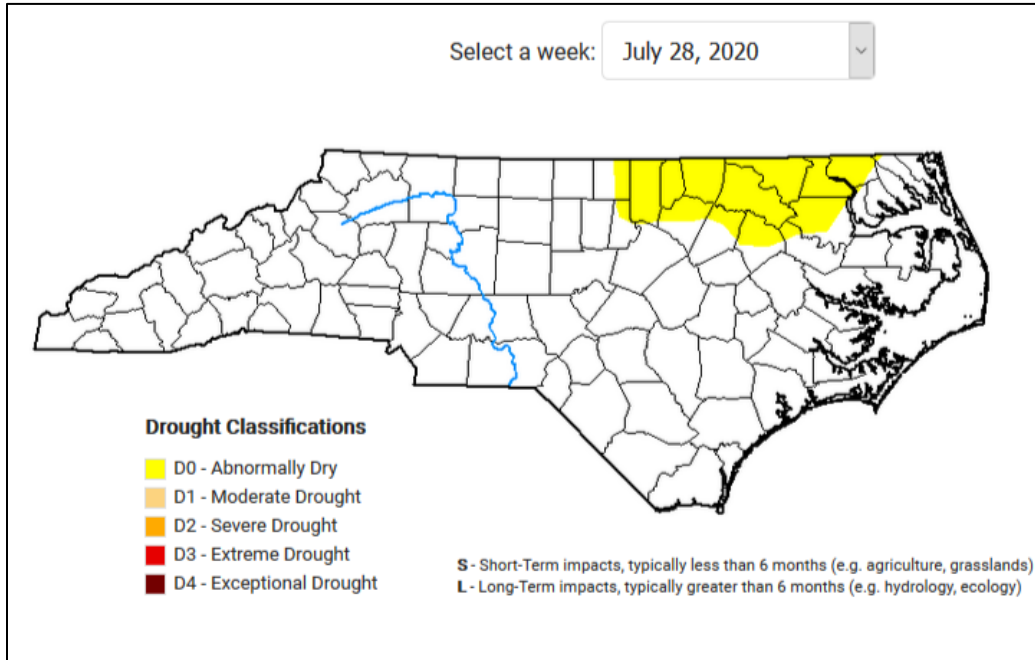 Select a week: July 28, 2020
Drought Classifications
D0 - Abnormally Dry
D1 - Moderate Drought
D2 - Severe Drought
D3 - Extreme Drought
D4 - Exceptional Drought
S - Short-Term impacts, typically less than 6 months (e.g. agriculture, grasslands)
L - Long-Term impacts, typically greater than 6 months (e.g. hydrology, ecology)